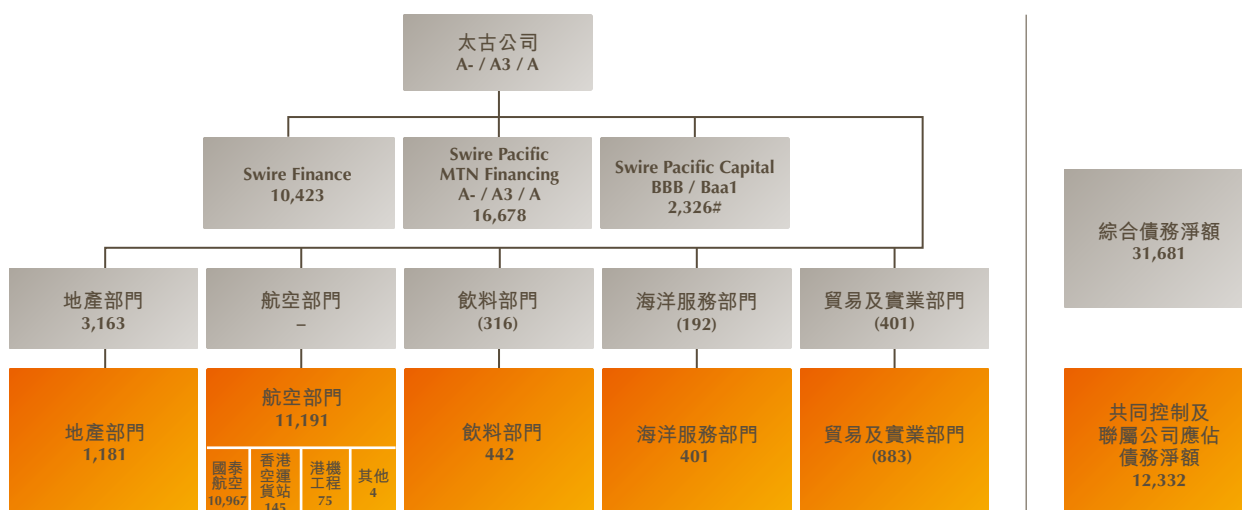 太古公司
A- / A3 / A
Swire Finance
10,423
Swire Pacific
MTN Financing
A- / A3 / A
16,678
Swire Pacific Capital
BBB / Baa1
2,326#
綜合債務淨額
31,681
地產部門
3,163
航空部門
–
飲料部門
(316)
海洋服務部門
(192)
貿易及實業部門
(401)
地產部門
1,181
航空部門
11,191
國泰
航空
10,967
香港
空運
貨站
145
港機
工程
75
其他
4
飲料部門
442
海洋服務部門
401
貿易及實業部門
(883)
共同控制及
聯屬公司應佔
債務淨額
12,332